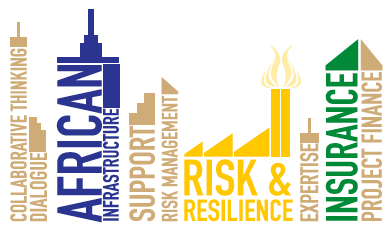 COLLABORATIVE THINKING
DIALOGUE
AFRICAN
INFRASTRUCTURE
SUPPORT
RISK MANAGEMENT
RISK &
RESILIENCE
EXPERTISE
INSURANCE
PROJECT FINANCE